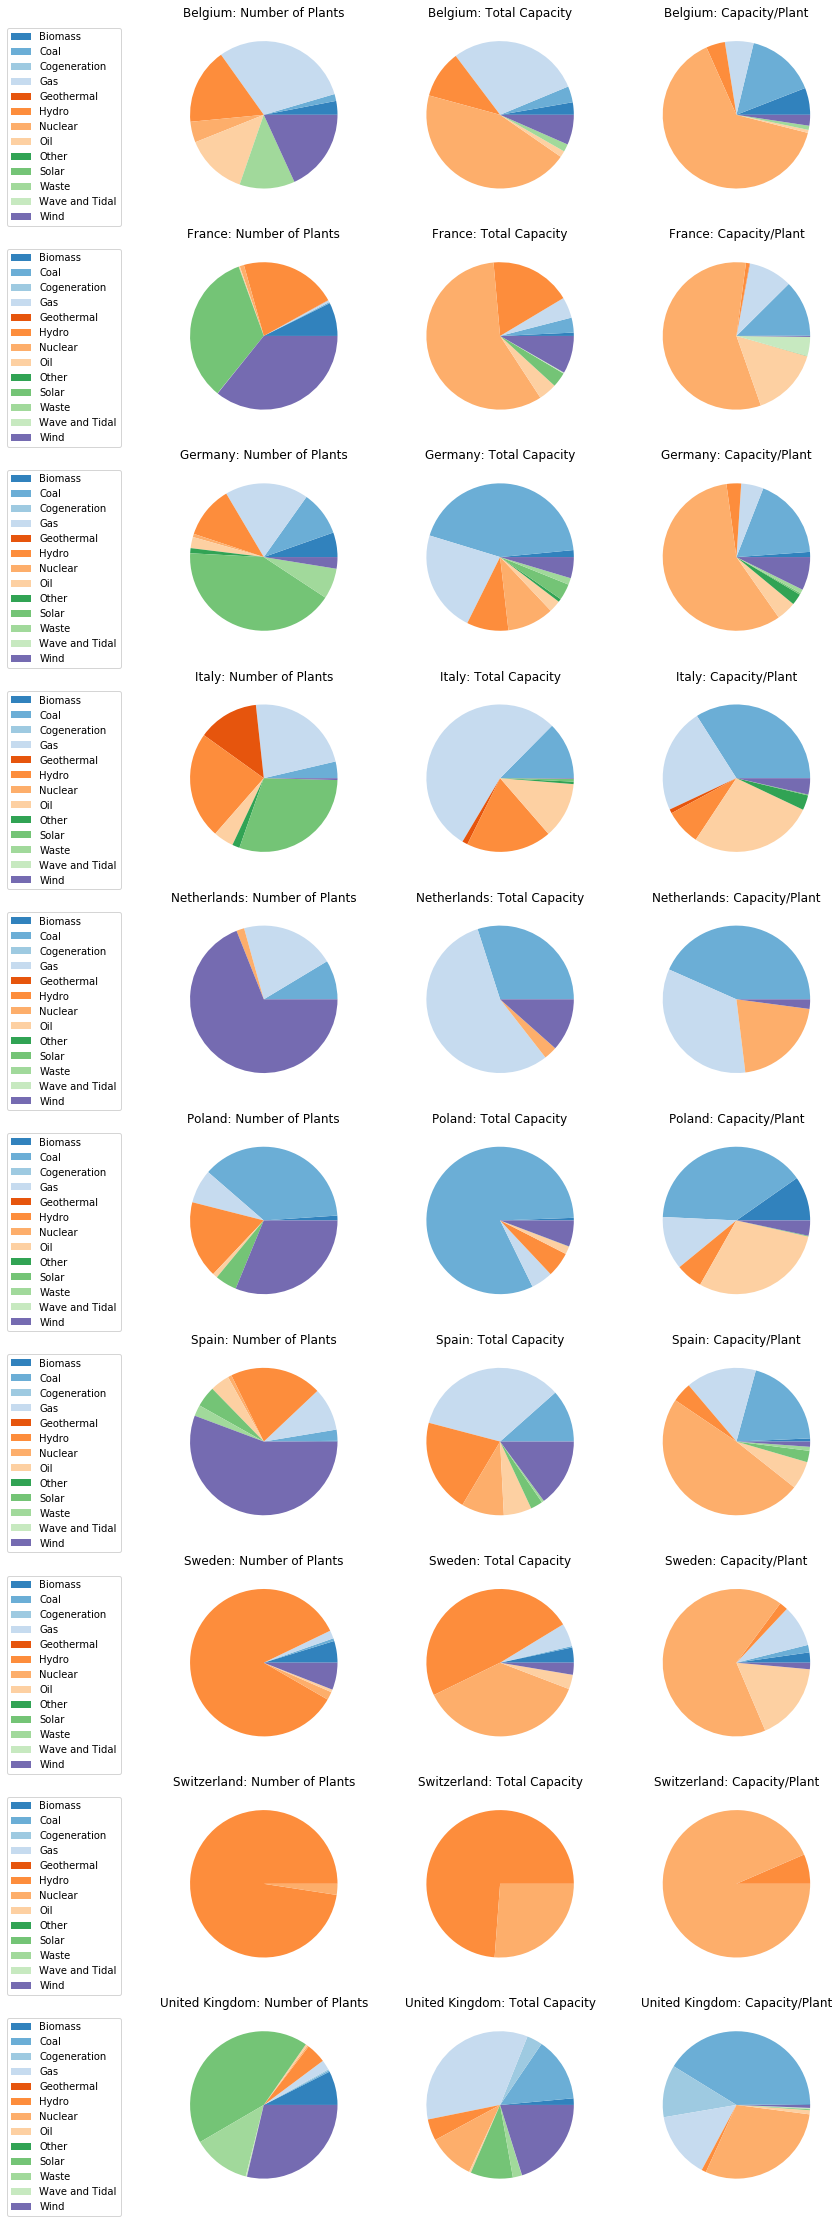 Belgium: Number of Plants
Belgium: Total Capacity
Belgium: Capacity/Plant
Biomass
Coal
Cogeneration
Gas
Geothermal
Hydro
Nuclear
Oil
Other
Solar
Waste
Wave and Tidal
Wind
France: Number of Plants
France: Total Capacity
France: Capacity/Plant
Biomass
Coal
Cogeneration
Gas
Geothermal
Hydro
Nuclear
Oil
Other
Solar
Waste
Wave and Tidal
Wind
Germany: Number of Plants
Germany: Total Capacity
Germany: Capacity/Plant
Biomass
Coal
Cogeneration
Gas
Geothermal
Hydro
Nuclear
Oil
Other
Solar
Waste
Wave and Tidal
Wind
Italy: Number of Plants
Italy: Total Capacity
Italy: Capacity/Plant
Biomass
Coal
Cogeneration
Gas
Geothermal
Hydro
Nuclear
Oil
Other
Solar
Waste
Wave and Tidal
Wind
Netherlands: Number of Plants
Netherlands: Total Capacity
Netherlands: Capacity/Plant
Biomass
Coal
Cogeneration
Gas
Geothermal
Hydro
Nuclear
Oil
Other
Solar
Waste
Wave and Tidal
Wind
Poland: Number of Plants
Poland: Total Capacity
Poland: Capacity/Plant
Biomass
Coal
Cogeneration
Gas
Geothermal
Hydro
Nuclear
Oil
Other
Solar
Waste
Wave and Tidal
Wind
Spain: Number of Plants
Spain: Total Capacity
Spain: Capacity/Plant
Biomass
Coal
Cogeneration
Gas
Geothermal
Hydro
Nuclear
Oil
Other
Solar
Waste
Wave and Tidal
Wind
Sweden: Number of Plants
Sweden: Total Capacity
Sweden: Capacity/Plant
Biomass
Coal
Cogeneration
Gas
Geothermal
Hydro
Nuclear
Oil
Other
Solar
Waste
Wave and Tidal
Wind
Switzerland: Number of Plants
Switzerland: Total Capacity
Switzerland: Capacity/Plant
Biomass
Coal
Cogeneration
Gas
Geothermal
Hydro
Nuclear
Oil
Other
Solar
Waste
Wave and Tidal
Wind
United Kingdom: Number of Plants
United Kingdom: Total Capacity
United Kingdom: Capacity/Plant
Biomass
Coal
Cogeneration
Gas
Geothermal
Hydro
Nuclear
Oil
Other
Solar
Waste
Wave and Tidal
Wind